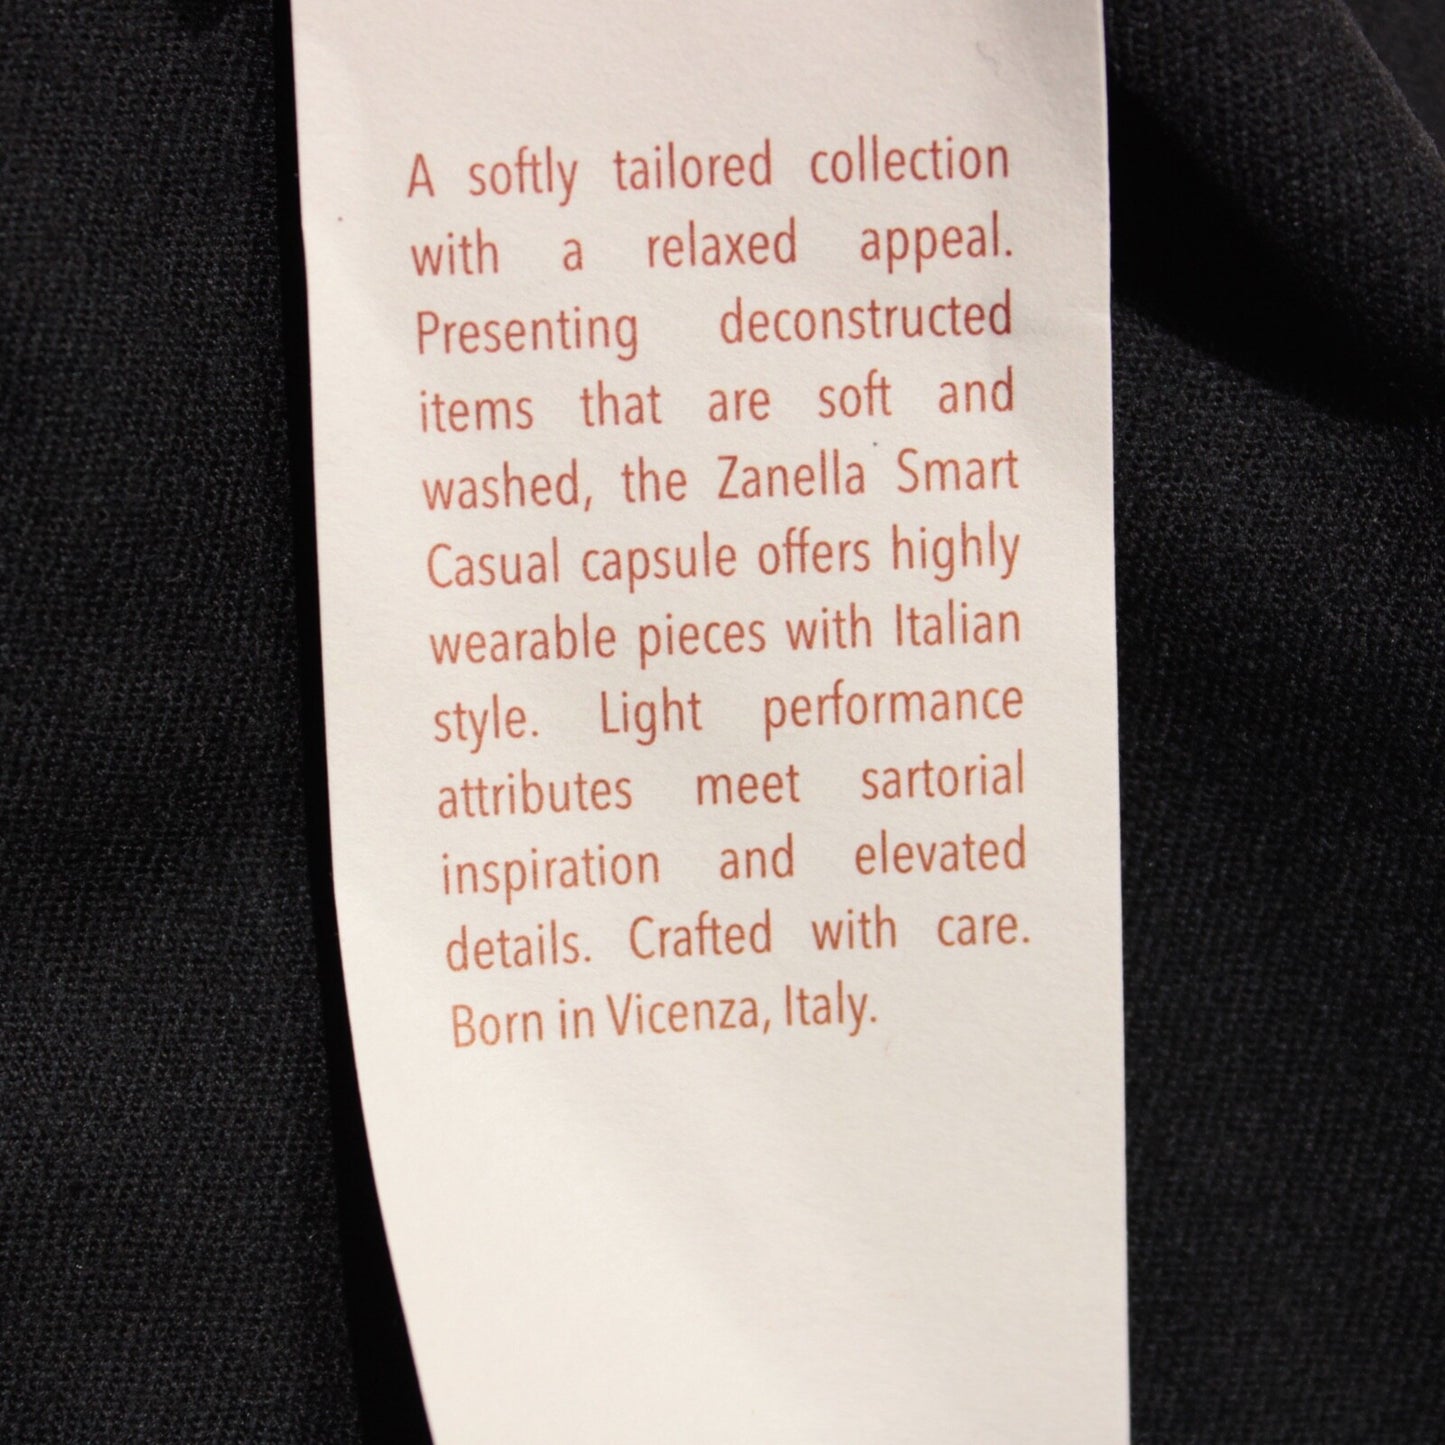 A softly tailored collection
with a relaxed appeal.
Presenting deconstructed
items that are soft and
washed, the Zanella Smart
Casual capsule offers highly
wearable pieces with Italian
style. Light performance
attributes meet sartorial
inspiration and elevated
details. Crafted with care.
Born in Vicenza, Italy.